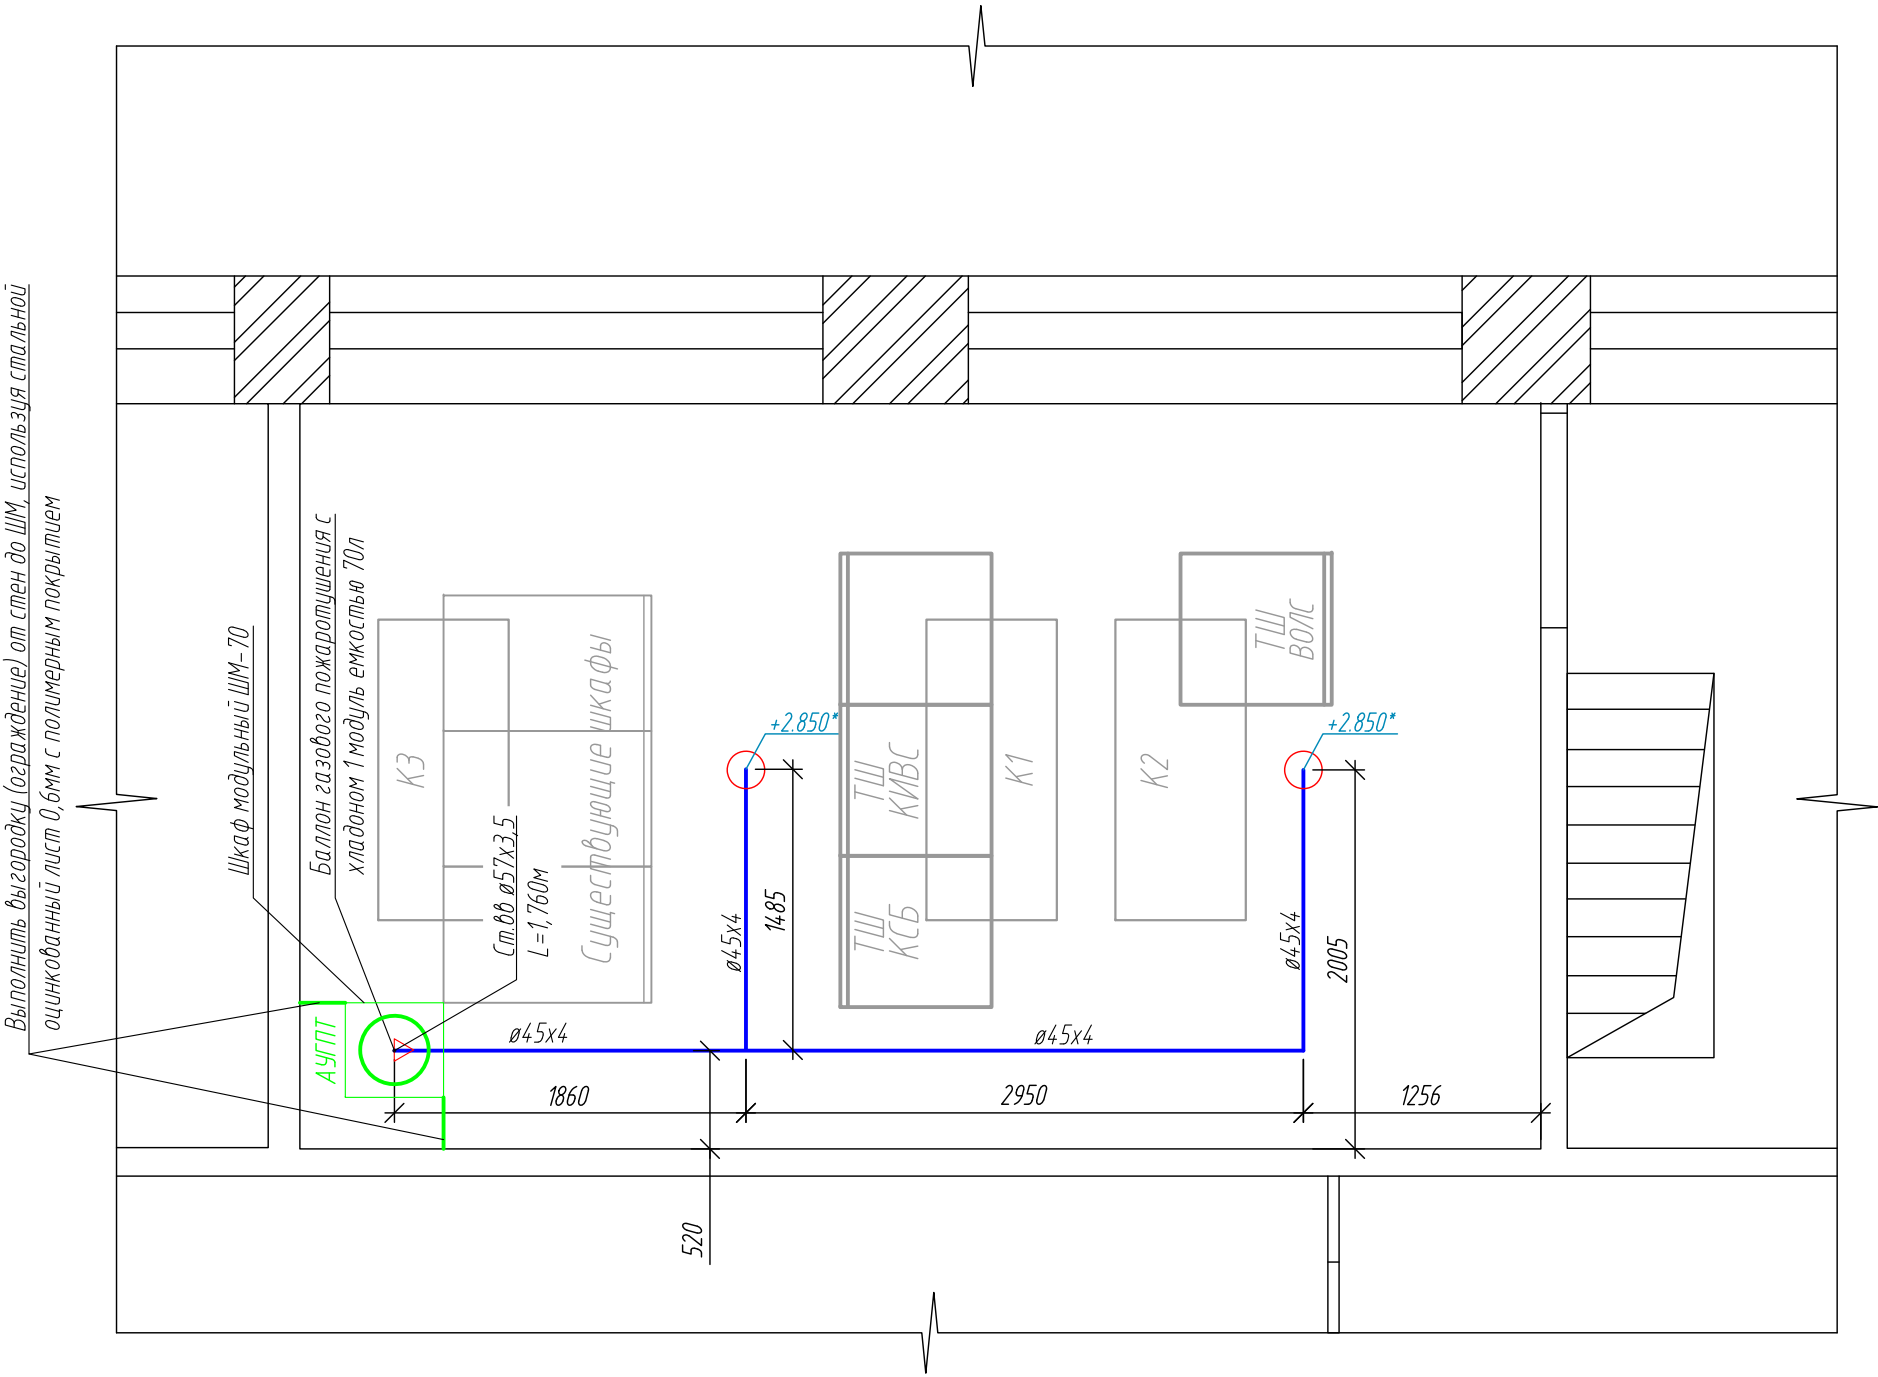 Выполнить выгородку (ограждение) от стен до ШМ, используя стальной
оцинкованный лист 0,6мм с полимерным покрытием
Шкаф модульный ШМ-70
Баллон газового пожаротушения с
хладоном 1 модуль емкостью 70л
АУГПТ
К3
Ст.вв ø57х3,5
L=1,760м
Существующие шкафы
ø45х4
ø45х4
1485
+2.850*
ТШ
КИВС
ТШ
КСБ
К1
К2
ТШ
ВОЛС
+2.850*
ø45х4
2005
ø45х4
1860
2950
1256
520